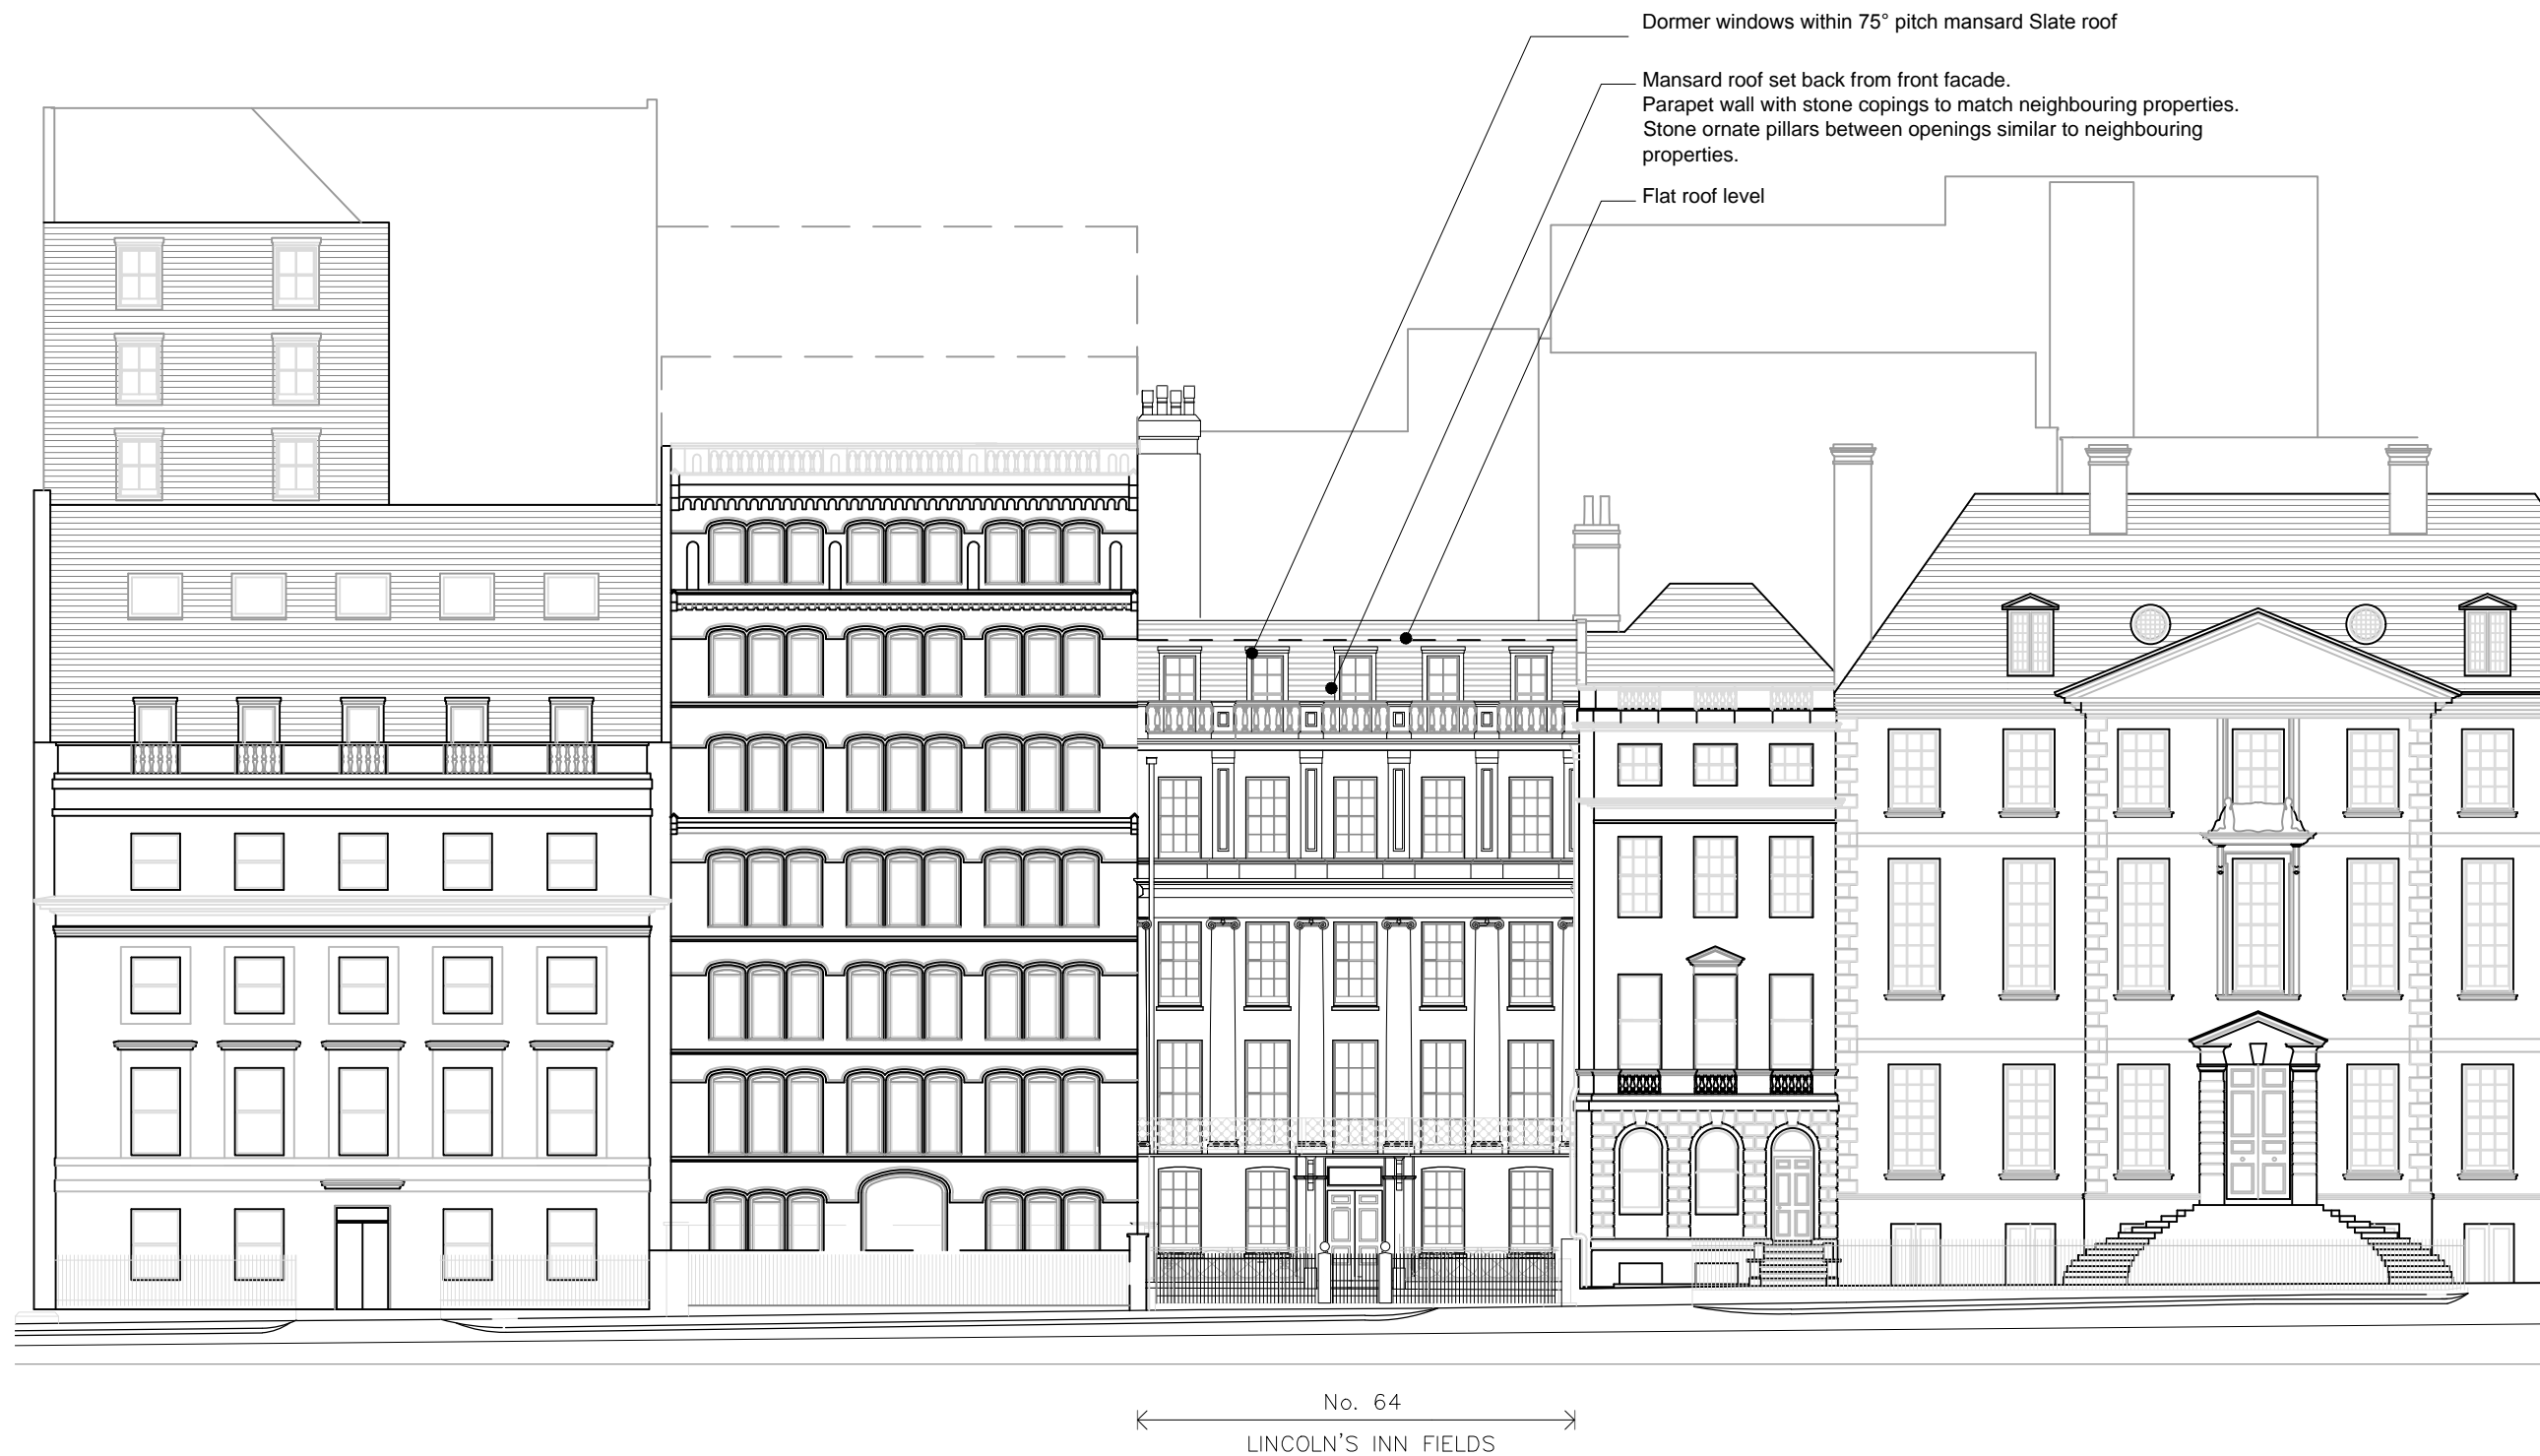 Dormer windows within 75° pitch mansard Slate roof
Mansard roof set back from front facade.
Parapet wall with stone copings to match neighbouring properties.
Stone ornate pillars between openings similar to neighbouring
properties.
Flat roof level
No. 64
LINCOLN'S INN FIELDS